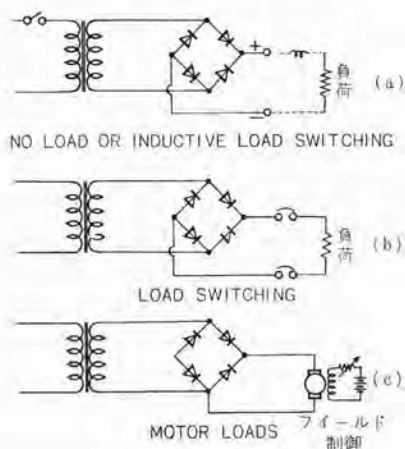 +
負荷
(a)
−
NO LOAD OR INDUCTIVE LOAD SWITCHING
負荷
(b)
LOAD SWITCHING
(c)
MOTOR LOADS
フイールド
制御